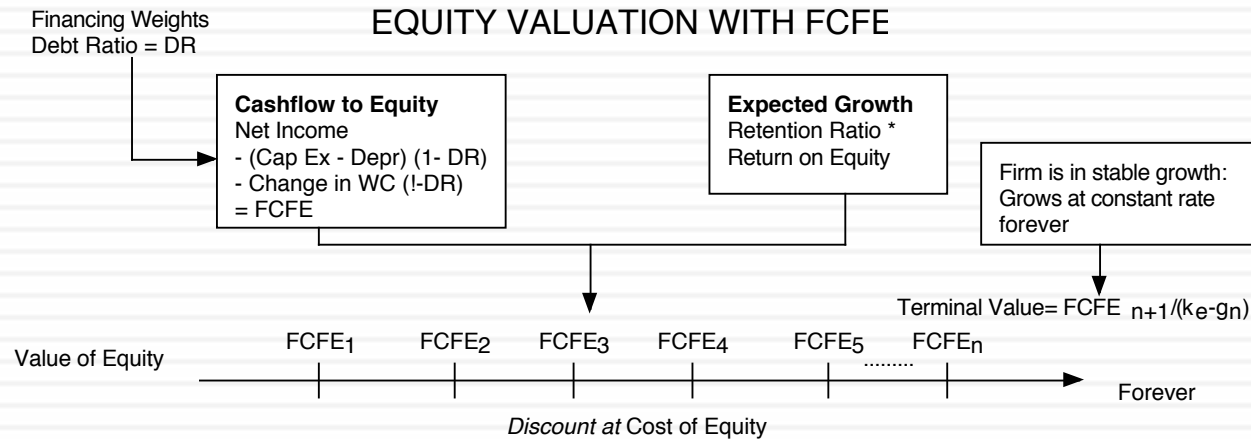 EQUITY VALUATION WITH FCFE
Financing Weights
Debt Ratio = DR
Cashflow to Equity
Net Income
- (Cap Ex - Depr) (1- DR)
- Change in WC (!-DR)
= FCFE
Expected Growth
Retention Ratio *
Return on Equity
Firm is in stable growth:
Grows at constant rate
forever
Terminal Value= FCFE n+1/(ke-gn)
FCFE1 FCFE2 FCFE3 FCFE4 FCFE5 FCFEn
.........
Value of Equity
Forever
Discount at Cost of Equity